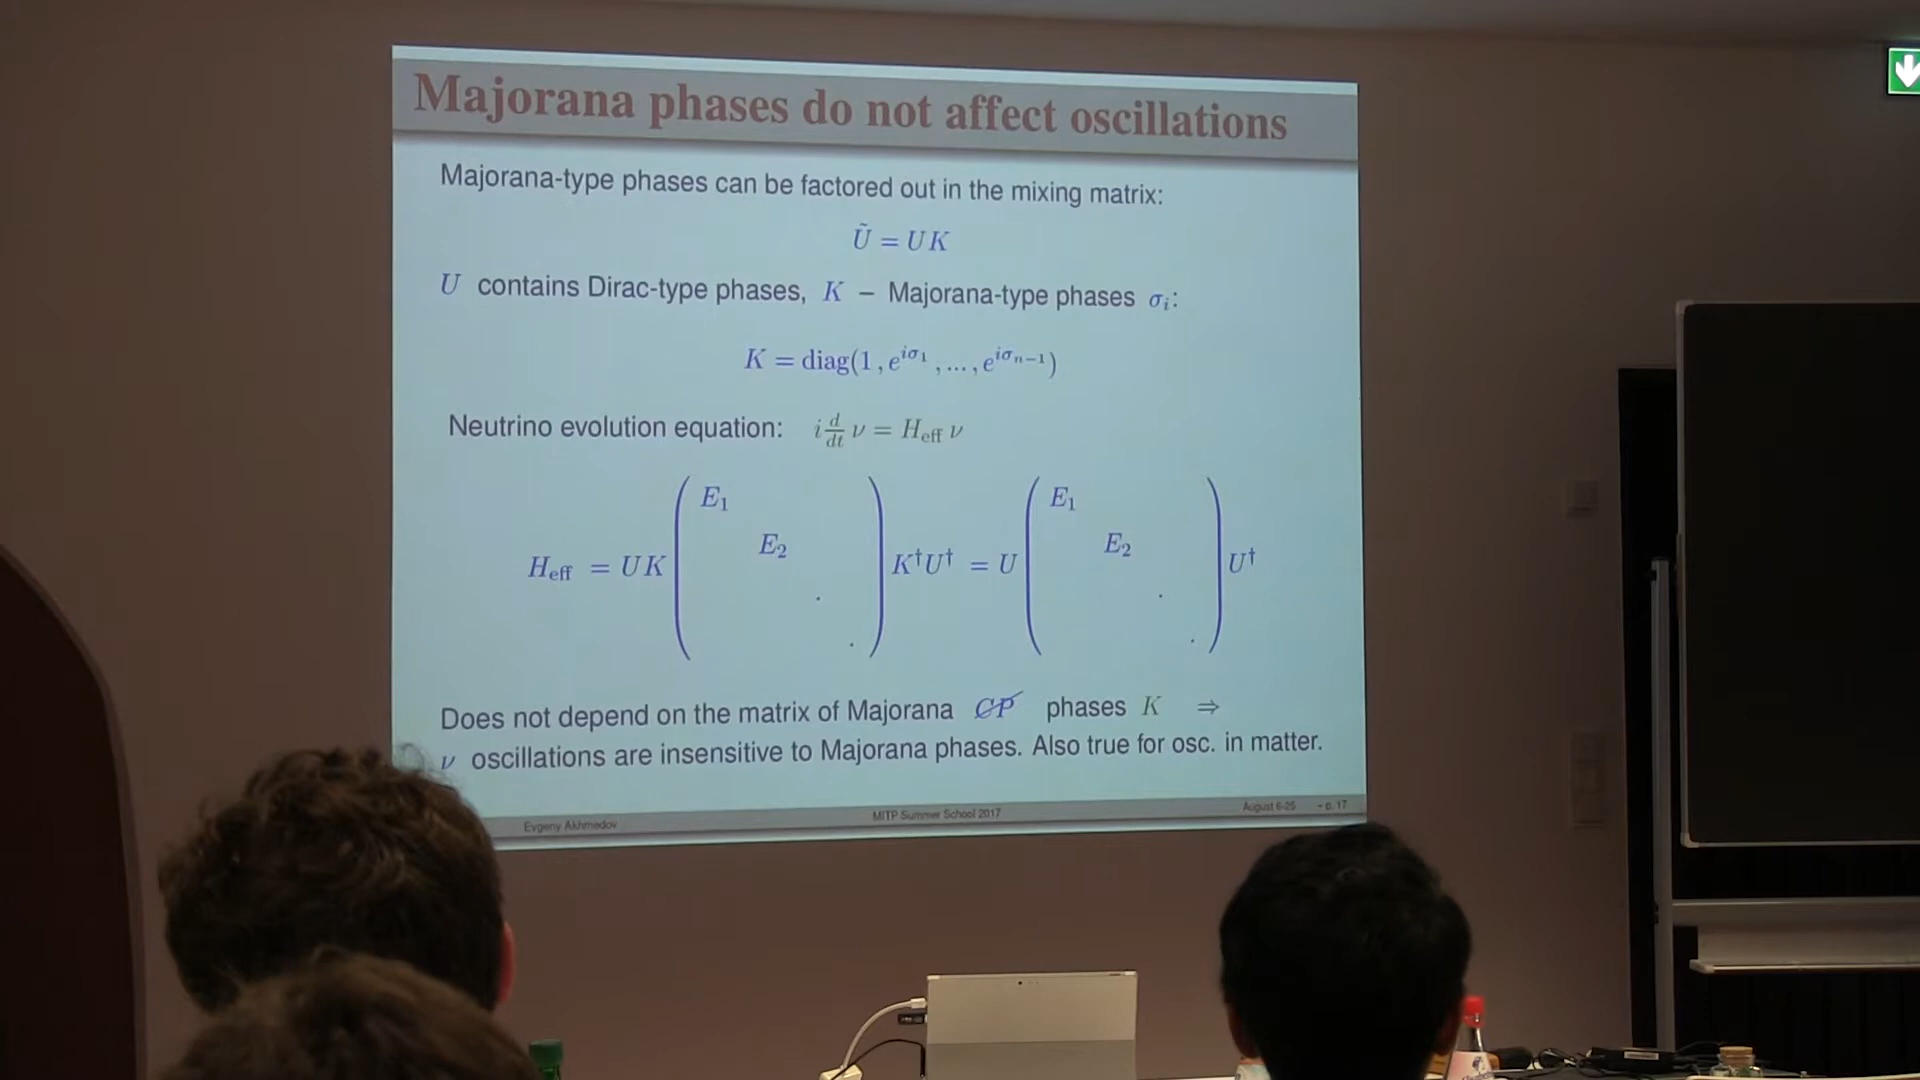 Majorana phases do not affect oscillations
Majorana-type phases can be factored out in the mixing matrix:
Ũ = UK
U contains Dirac-type phases, K – Majorana-type phases σᵢ:
K = diag(1, e^{iσ₁}, ..., e^{iσₙ₋₁})
Neutrino evolution equation: i d/dt ν = H_eff ν
H_eff = UK ( E₁ E₂ . . ) K†U† = U ( E₁ E₂ . . ) U†
Does not depend on the matrix of Majorana C̸P̸ phases K ⇒
ν oscillations are insensitive to Majorana phases. Also true for osc. in matter.
Evgeny Akhmedov MITP Summer School 2017 August 6-25 – p. 17